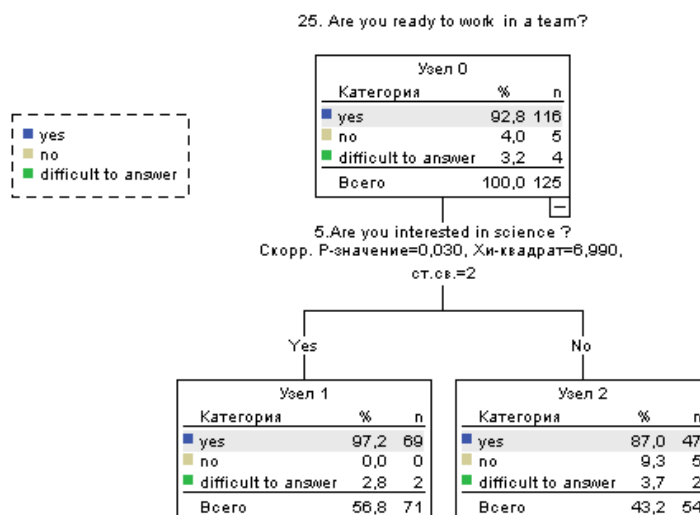 25. Are you ready to work in a team?
Узел 0
Категория % n
yes 92,8 116
no 4,0 5
difficult to answer 3,2 4
Всего 100,0 125
yes
no
difficult to answer
5.Are you interested in science ?
Скорр. P-значение=0,030, Хи-квадрат=6,990,
ст.св.=2
Yes
No
Узел 1
Категория % n
yes 97,2 69
no 0,0 0
difficult to answer 2,8 2
Всего 56,8 71
Узел 2
Категория % n
yes 87,0 47
no 9,3 5
difficult to answer 3,7 2
Всего 43,2 54